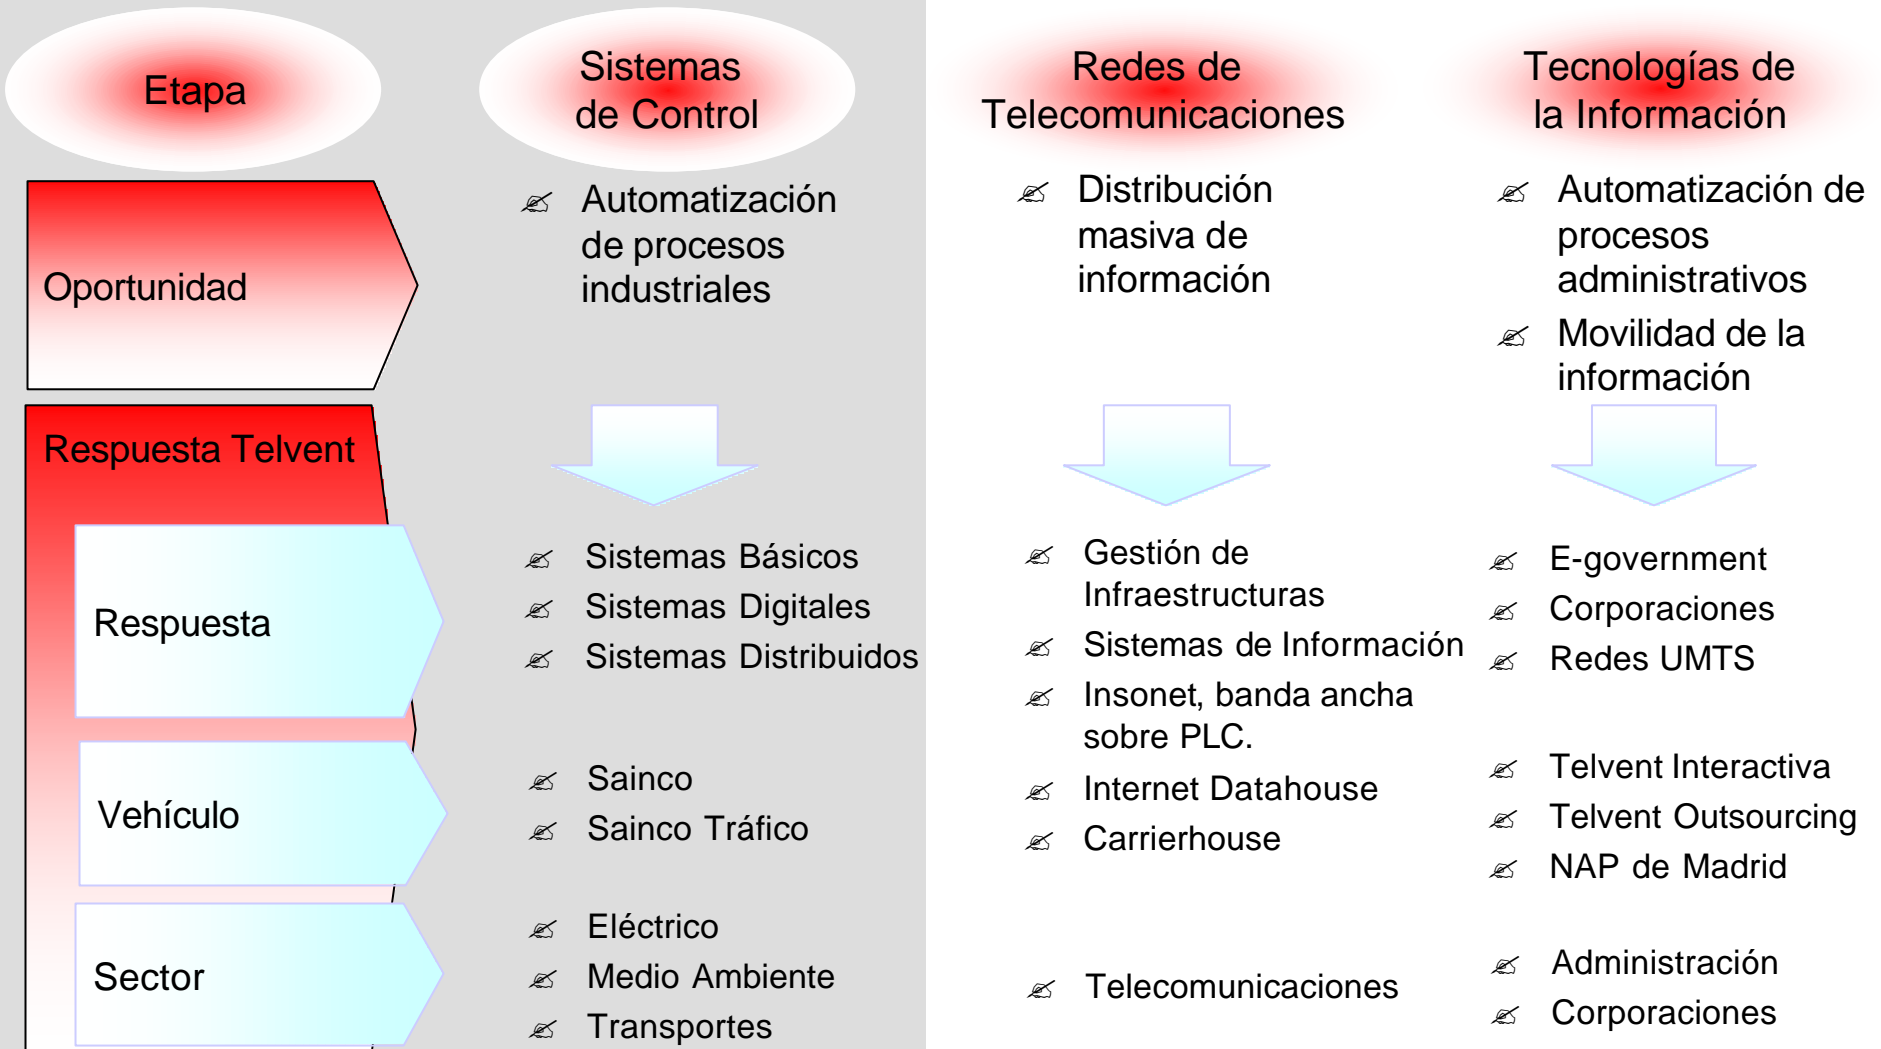 Etapa
Sistemas
de Control
Redes de
Telecomunicaciones
Tecnologías de
la Información
Oportunidad
Automatización
de procesos
industriales
Distribución
masiva de
información
Automatización de
procesos
administrativos
Movilidad de la
información
Respuesta Telvent
Respuesta
Sistemas Básicos
Sistemas Digitales
Sistemas Distribuidos
Gestión de
Infraestructuras
Sistemas de Información
Insonet, banda ancha
sobre PLC.
E-government
Corporaciones
Redes UMTS
Vehículo
Sainco
Sainco Tráfico
Internet Datahouse
Carrierhouse
Telvent Interactiva
Telvent Outsourcing
NAP de Madrid
Sector
Eléctrico
Medio Ambiente
Transportes
Telecomunicaciones
Administración
Corporaciones